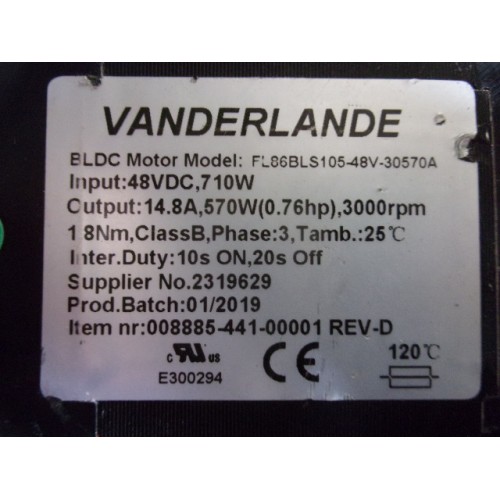 VANDERLANDE
BLDC Motor Model: FL86BLS105-48V-30570A
Input:48VDC,710W
Output:14.8A,570W(0.76hp),3000rpm
1.8Nm,ClassB,Phase:3,Tamb.:25℃
Inter.Duty:10s ON,20s Off
Supplier No.2319629
Prod.Batch:01/2019
Item nr:008885-441-00001 REV-D
c RU us CE 120℃
E300294